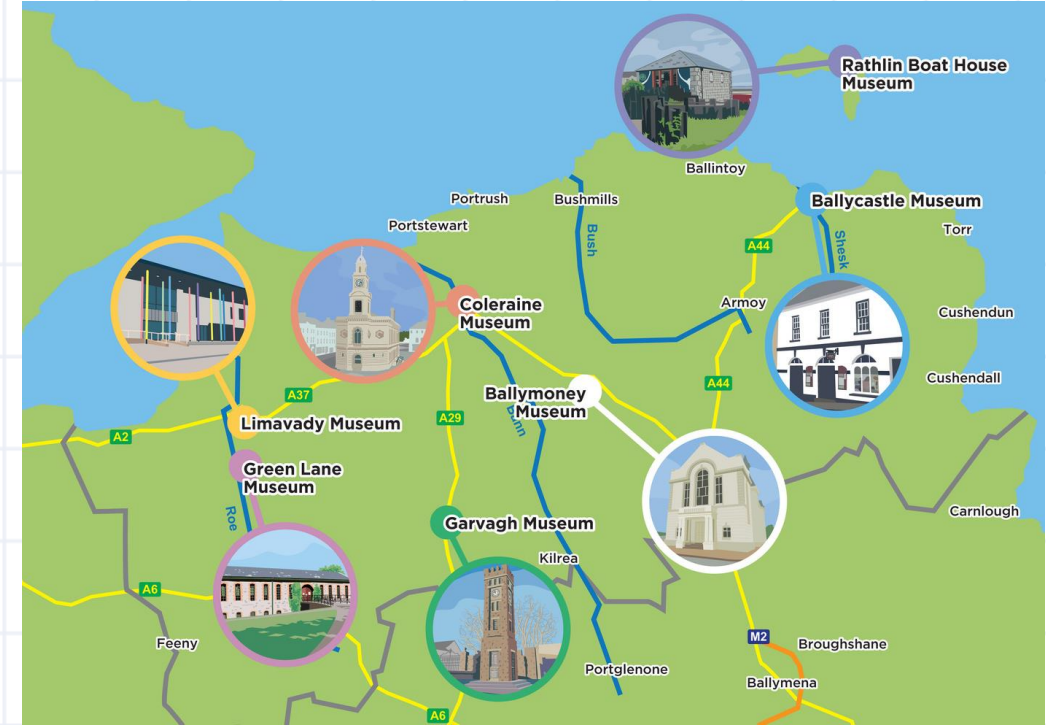 Rathlin Boat House
Museum
Ballintoy
Portrush
Bushmills
Ballycastle Museum
Portstewart
Torr
Bush
Shesk
A44
Coleraine
Museum
Armoy
Cushendun
Cushendall
A37
A44
Ballymoney
Museum
A2
Limavady Museum
A29
Bann
Green Lane
Museum
Roe
Garvagh Museum
Carnlough
Kilrea
A6
Feeny
M2
Broughshane
Portglenone
Ballymena
A6